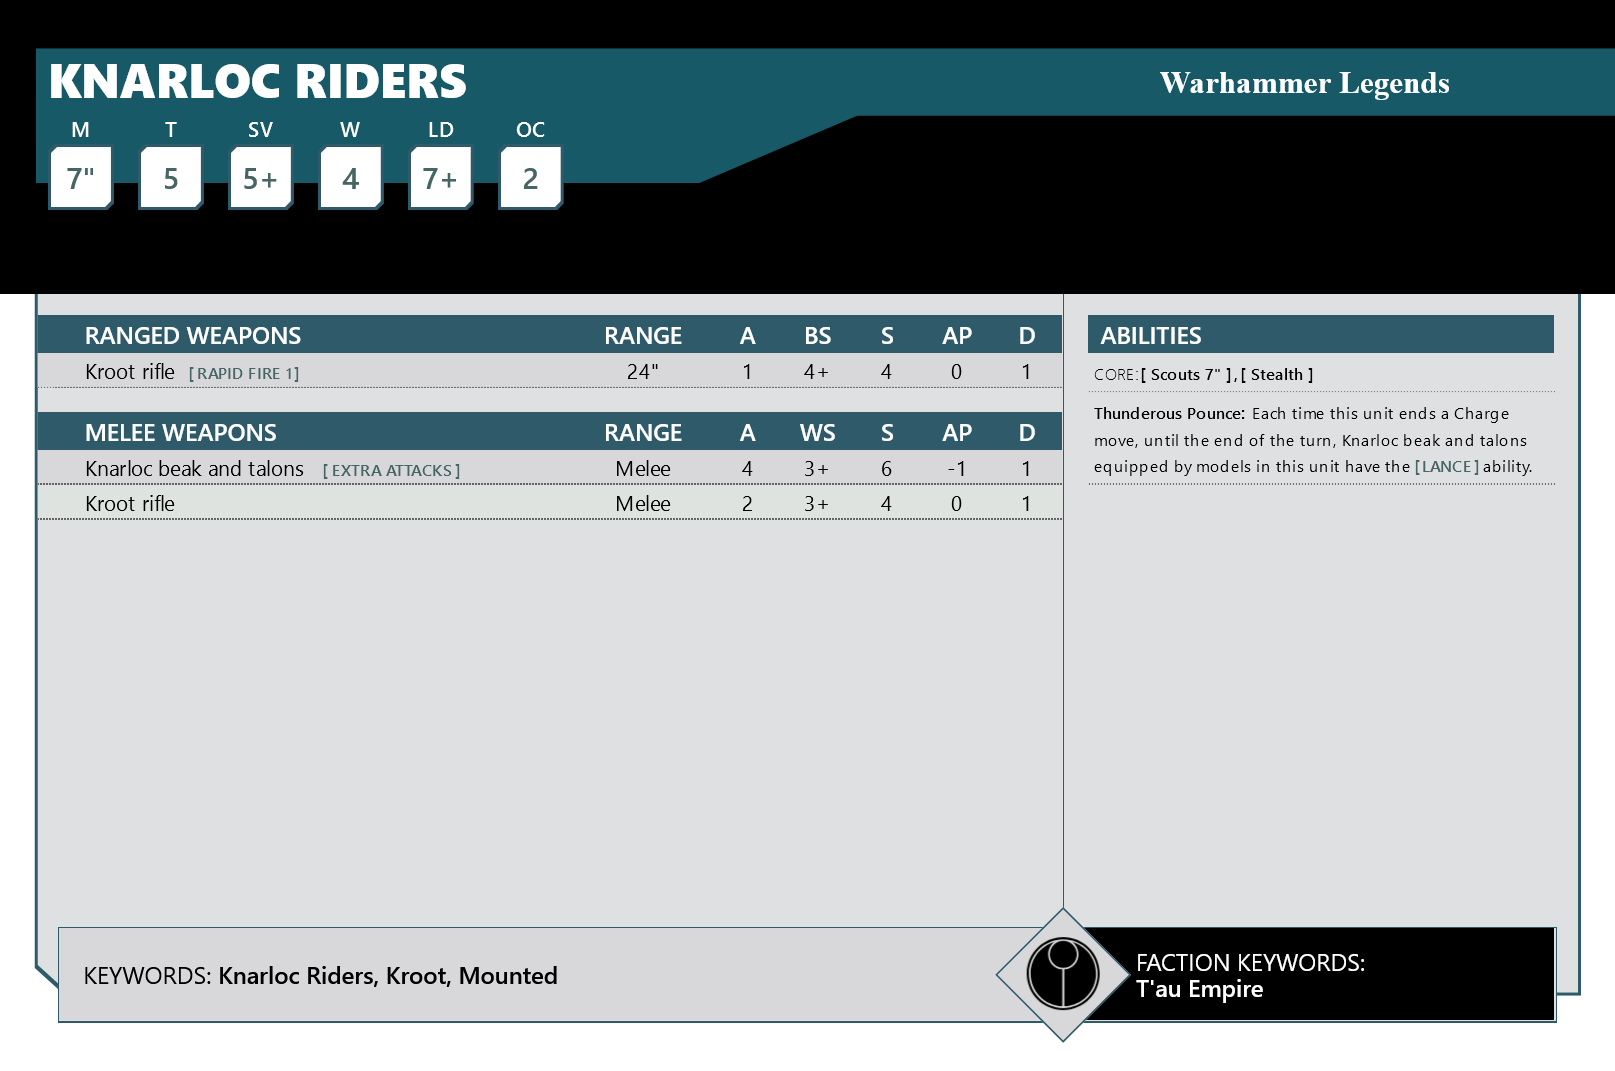 KNARLOC RIDERS
Warhammer Legends
M T SV W LD OC
7" 5 5+ 4 7+ 2
RANGED WEAPONS RANGE A BS S AP D
Kroot rifle [RAPID FIRE 1] 24" 1 4+ 4 0 1
MELEE WEAPONS RANGE A WS S AP D
Knarloc beak and talons [EXTRA ATTACKS] Melee 4 3+ 6 -1 1
Kroot rifle Melee 2 3+ 4 0 1
ABILITIES
CORE:[ Scouts 7" ],[ Stealth ]
Thunderous Pounce: Each time this unit ends a Charge
move, until the end of the turn, Knarloc beak and talons
equipped by models in this unit have the [LANCE] ability.
KEYWORDS: Knarloc Riders, Kroot, Mounted
FACTION KEYWORDS:
T'au Empire